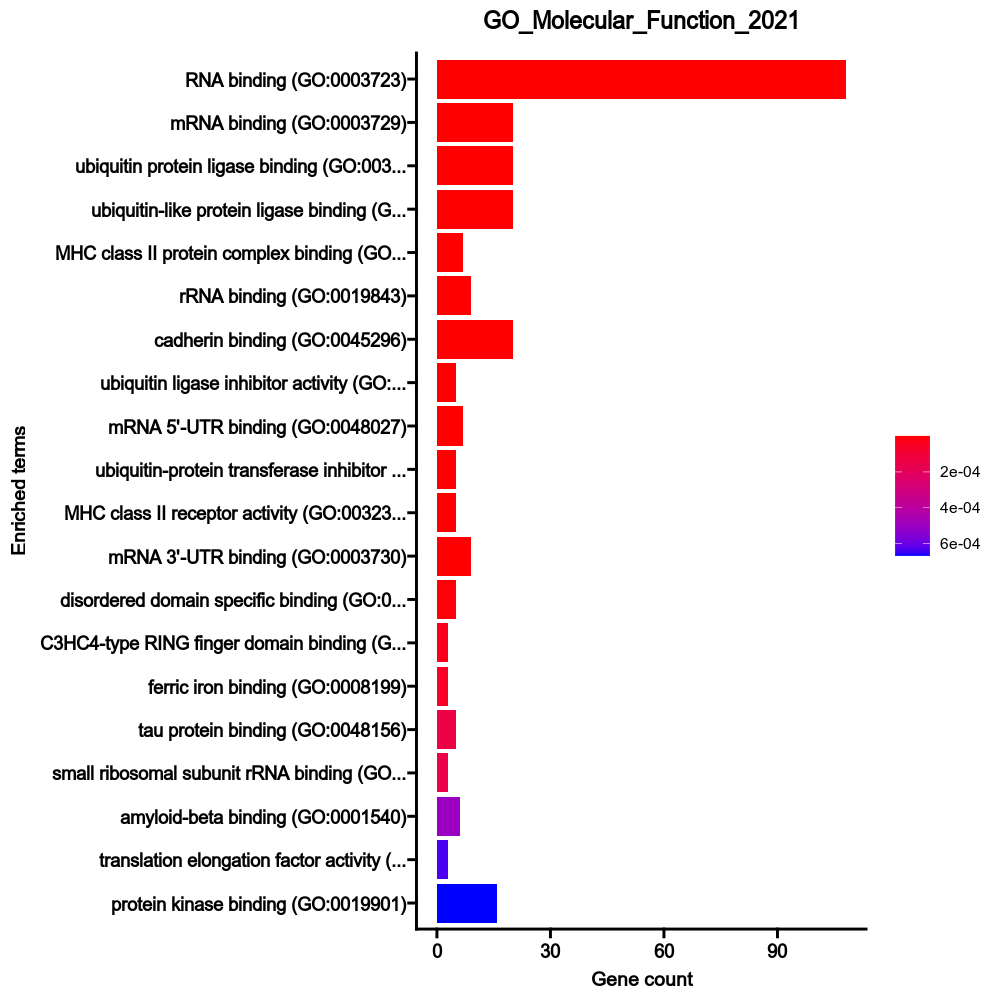 GO_Molecular_Function_2021
RNA binding (GO:0003723)
mRNA binding (GO:0003729)
ubiquitin protein ligase binding (GO:003...
ubiquitin-like protein ligase binding (G...
MHC class II protein complex binding (GO...
rRNA binding (GO:0019843)
cadherin binding (GO:0045296)
ubiquitin ligase inhibitor activity (GO:...
mRNA 5'-UTR binding (GO:0048027)
ubiquitin-protein transferase inhibitor ...
MHC class II receptor activity (GO:00323...
mRNA 3'-UTR binding (GO:0003730)
disordered domain specific binding (GO:0...
C3HC4-type RING finger domain binding (G...
ferric iron binding (GO:0008199)
tau protein binding (GO:0048156)
small ribosomal subunit rRNA binding (GO...
amyloid-beta binding (GO:0001540)
translation elongation factor activity (...
protein kinase binding (GO:0019901)
Enriched terms
0 30 60 90
Gene count
2e-04
4e-04
6e-04